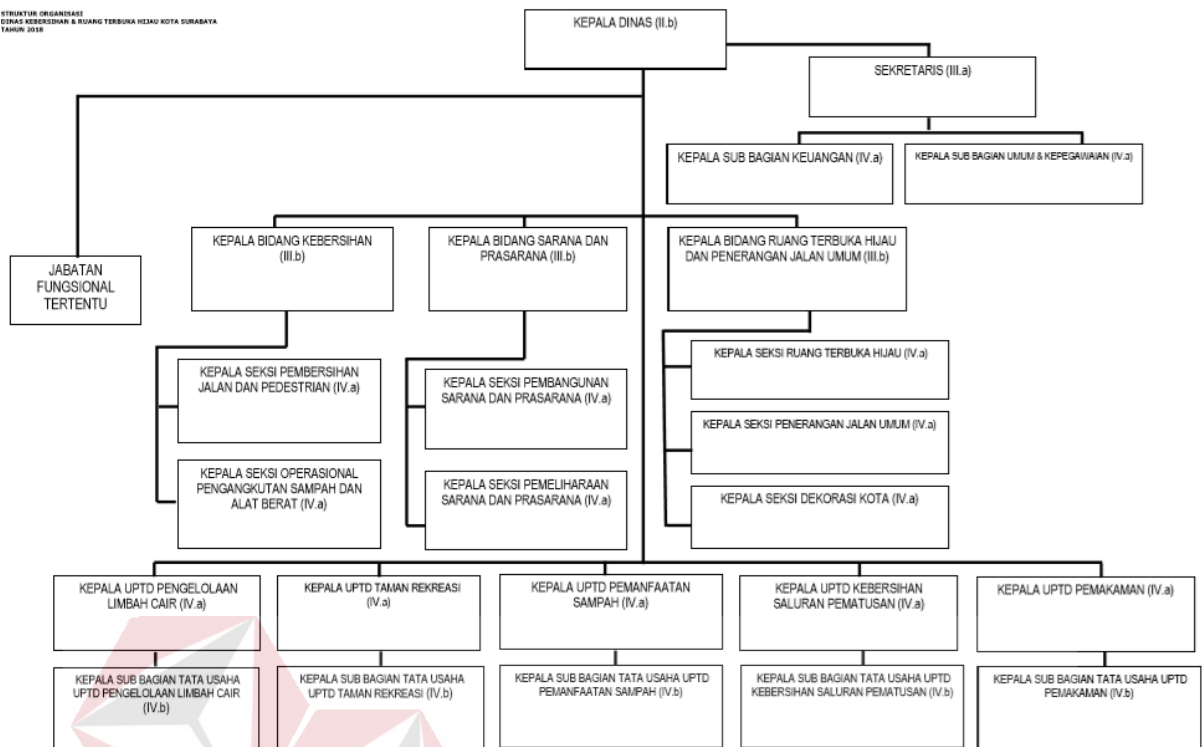 STRUKTUR ORGANISASI
DINAS KEBERSIHAN & RUANG TERBUKA HIJAU KOTA SURABAYA
TAHUN 2018
KEPALA DINAS (II.b)
SEKRETARIS (III.a)
KEPALA SUB BAGIAN KEUANGAN (IV.a)
KEPALA SUB BAGIAN UMUM & KEPEGAWAIAN (IV.a)
JABATAN
FUNGSIONAL
TERTENTU
KEPALA BIDANG KEBERSIHAN
(III.b)
KEPALA BIDANG SARANA DAN
PRASARANA (III.b)
KEPALA BIDANG RUANG TERBUKA HIJAU
DAN PENERANGAN JALAN UMUM (III.b)
KEPALA SEKSI PEMBERSIHAN
JALAN DAN PEDESTRIAN (IV.a)
KEPALA SEKSI OPERASIONAL
PENGANGKUTAN SAMPAH DAN
ALAT BERAT (IV.a)
KEPALA SEKSI PEMBANGUNAN
SARANA DAN PRASARANA (IV.a)
KEPALA SEKSI PEMELIHARAAN
SARANA DAN PRASARANA (IV.a)
KEPALA SEKSI RUANG TERBUKA HIJAU (IV.a)
KEPALA SEKSI PENERANGAN JALAN UMUM (IV.a)
KEPALA SEKSI DEKORASI KOTA (IV.a)
KEPALA UPTD PENGELOLAAN
LIMBAH CAIR (IV.a)
KEPALA UPTD TAMAN REKREASI
(IV.a)
KEPALA UPTD PEMANFAATAN
SAMPAH (IV.a)
KEPALA UPTD KEBERSIHAN
SALURAN PEMATUSAN (IV.a)
KEPALA UPTD PEMAKAMAN (IV.a)
KEPALA SUB BAGIAN TATA USAHA
UPTD PENGELOLAAN LIMBAH CAIR
(IV.b)
KEPALA SUB BAGIAN TATA USAHA
UPTD TAMAN REKREASI (IV.b)
KEPALA SUB BAGIAN TATA USAHA UPTD
PEMANFAATAN SAMPAH (IV.b)
KEPALA SUB BAGIAN TATA USAHA UPTD
KEBERSIHAN SALURAN PEMATUSAN (IV.b)
KEPALA SUB BAGIAN TATA USAHA UPTD
PEMAKAMAN (IV.b)